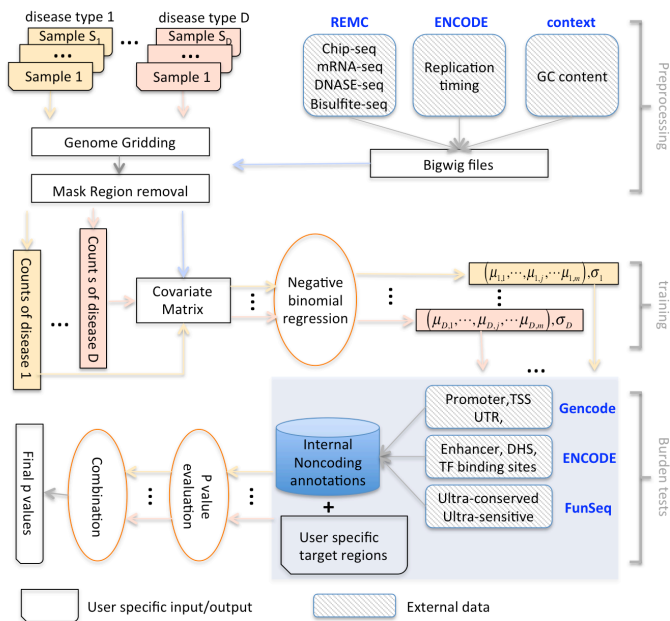 disease type 1
disease type D
Sample S1
...
Sample 1
...
Sample SD
...
Sample 1
REMC
ENCODE
context
Chip-seq
mRNA-seq
DNASE-seq
Bisulfite-seq
Replication
timing
GC content
Preprocessing
Genome Gridding
Bigwig files
Mask Region removal
Counts of disease 1
...
Count s of disease D
Covariate
Matrix
...
Negative
binomial
regression
...
(μ1,1,⋯,μ1,j,⋯μ1,m),σ1
...
(μD,1,⋯,μD,j,⋯μD,m),σD
training
...
Promoter,TSS
UTR,
Gencode
Enhancer, DHS,
TF binding sites
ENCODE
Ultra-conserved
Ultra-sensitive
FunSeq
Internal
Noncoding
annotations
+
User specific
target regions
...
P value
evaluation
...
Combination
Final p values
Burden tests
User specific input/output
External data